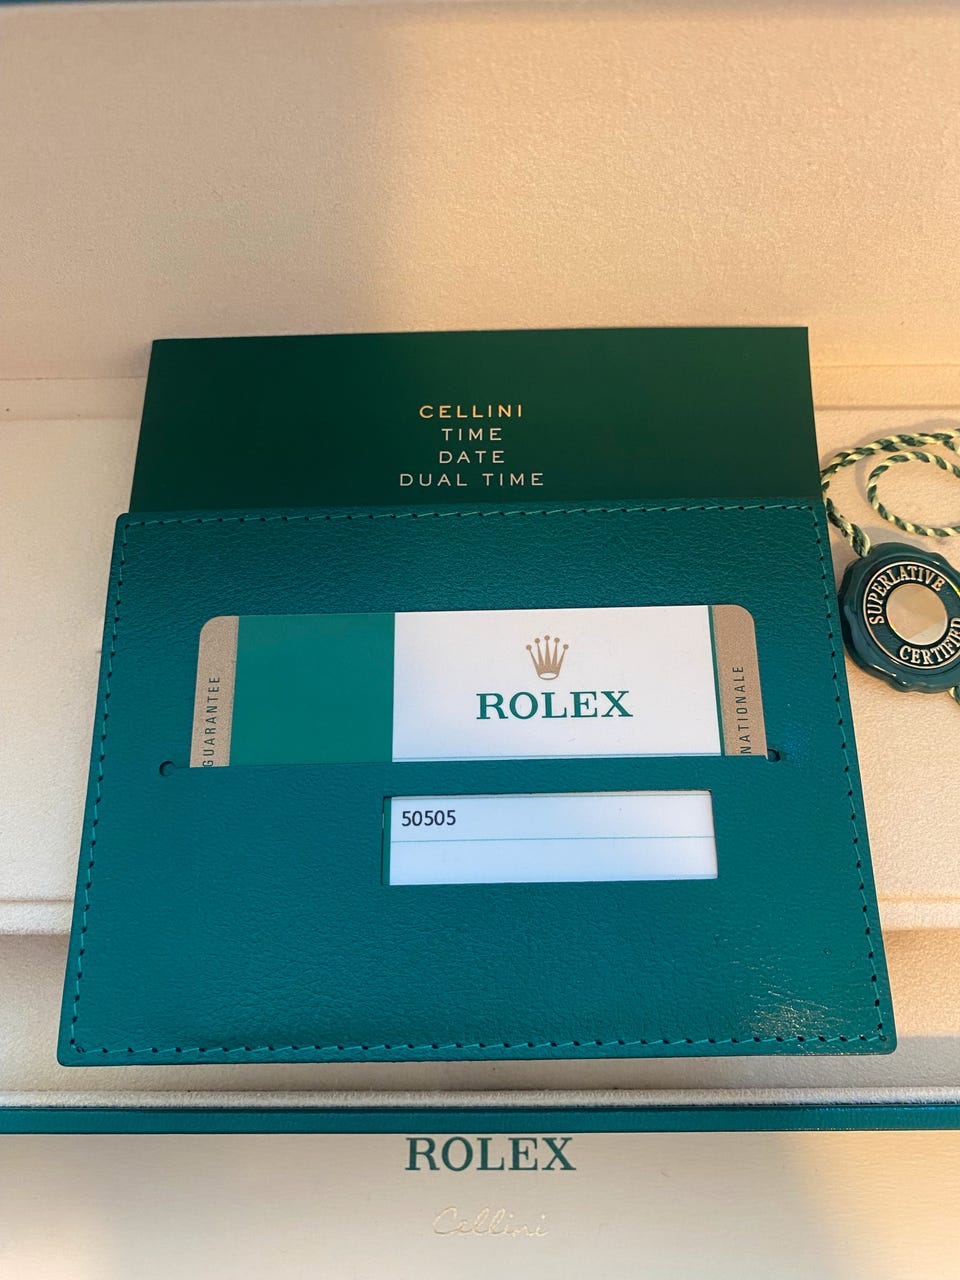 CELLINI
TIME
DATE
DUAL TIME
SUPERLATIVE
CERTIFIED
GUARANTEE
ROLEX
NATIONALE
50505
ROLEX
Cellini